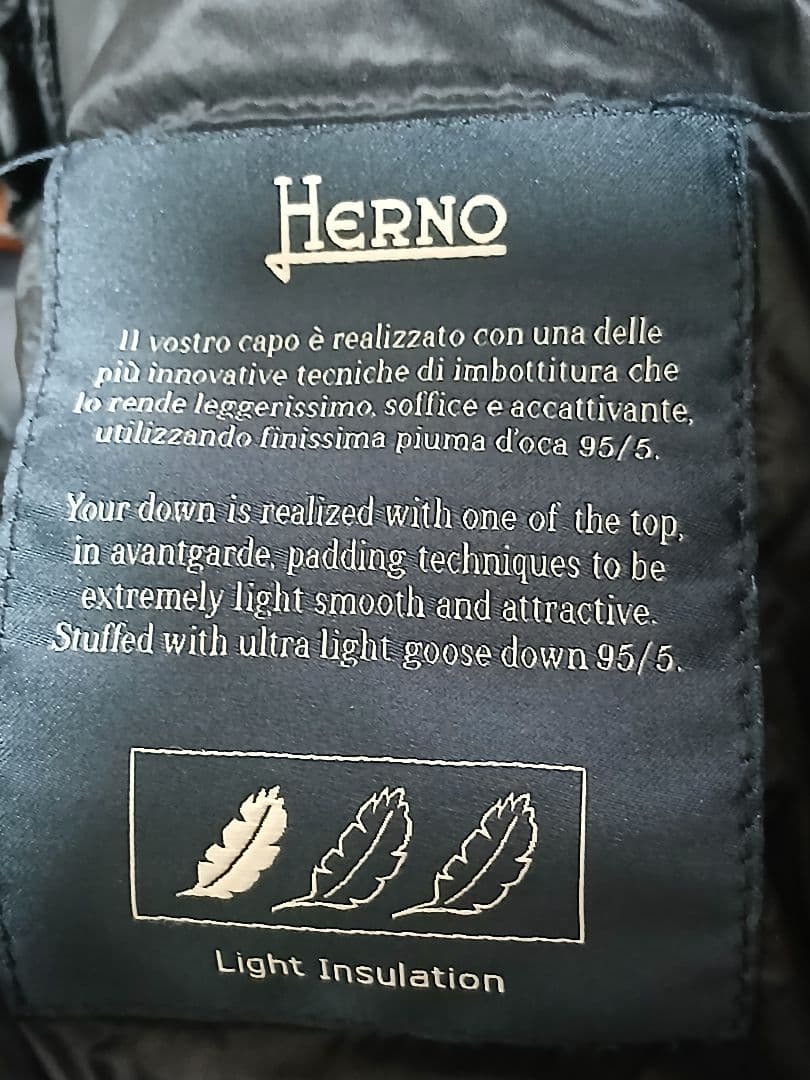 HERNO
Il vostro capo è realizzato con una delle
più innovative tecniche di imbottitura che
lo rende leggerissimo, soffice e accattivante,
utilizzando finissima piuma d'oca 95/5.
Your down is realized with one of the top,
in avantgarde, padding techniques to be
extremely light smooth and attractive.
Stuffed with ultra light goose down 95/5.
Light Insulation